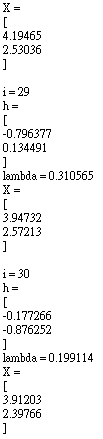 X =
[
4.19465
2.53036
]
i = 29
h =
[
-0.796377
0.134491
]
lambda = 0.310565
X =
[
3.94732
2.57213
]
i = 30
h =
[
-0.177266
-0.876252
]
lambda = 0.199114
X =
[
3.91203
2.39766
]